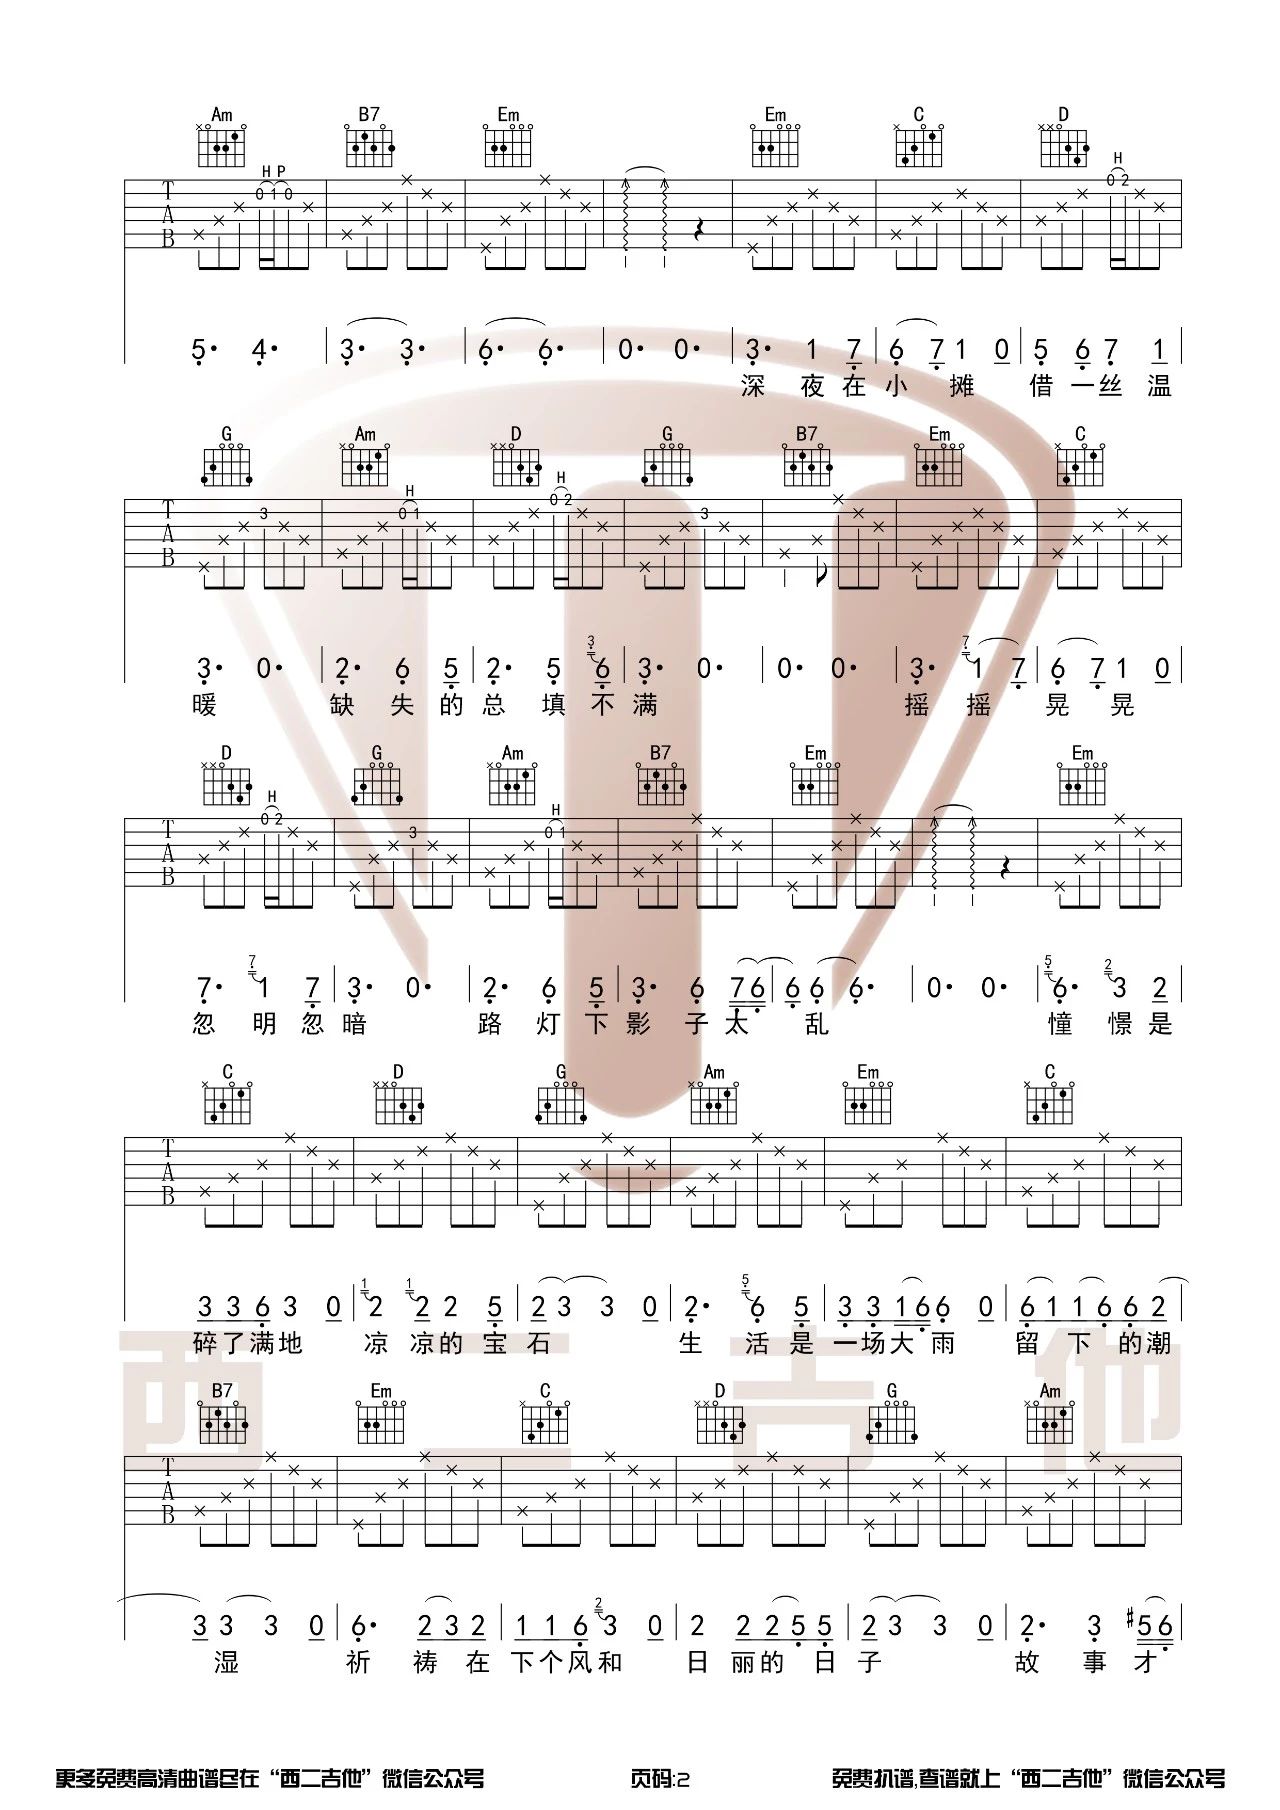 Am B7 Em Em C D
H P H
T A B 0 1 0 0 2
5· 4· 3· 3· 6· 6· 0· 0· 3· 1 7 6 7 1 0 5 6 7 1
深 夜 在 小 摊 借 一 丝 温
G Am D G B7 Em C
H H
T A B 3 0 1 0 2 3
3· 0· 2· 6 5 2· 5 3 6 3· 0· 0· 0· 3· 7 1 7 6 7 1 0
暖 缺 失 的 总 填 不 满 摇 摇 晃 晃
D G Am B7 Em Em
H H
T A B 0 2 3 0 1
7· 7 1 7 3· 0· 2· 6 5 3· 6 7 6 6 6 6· 0· 0· 5 6· 2 3 2
忽 明 忽 暗 路 灯 下 影 子 太 乱 憧 憬 是
C D G Am Em C
T A B
3 3 6 3 0 1 2 1 2 2 5 2 3 3 0 2· 5 6 5 3 3 1 6 6 0 6 1 1 6 6 2
碎 了 满 地 凉 凉 的 宝 石 生 活 是 一 场 大 雨 留 下 的 潮
B7 Em C D G Am
T A B
3 3 3 0 6· 2 3 2 1 1 6 2 3 0 2 2 2 5 5 2 3 3 0 2· 3 #5 6
湿 祈 祷 在 下 个 风 和 日 丽 的 日 子 故 事 才
西二吉他
更多免费高清曲谱尽在“西二吉他”微信公众号 页码:2 免费扒谱,查谱就上“西二吉他”微信公众号